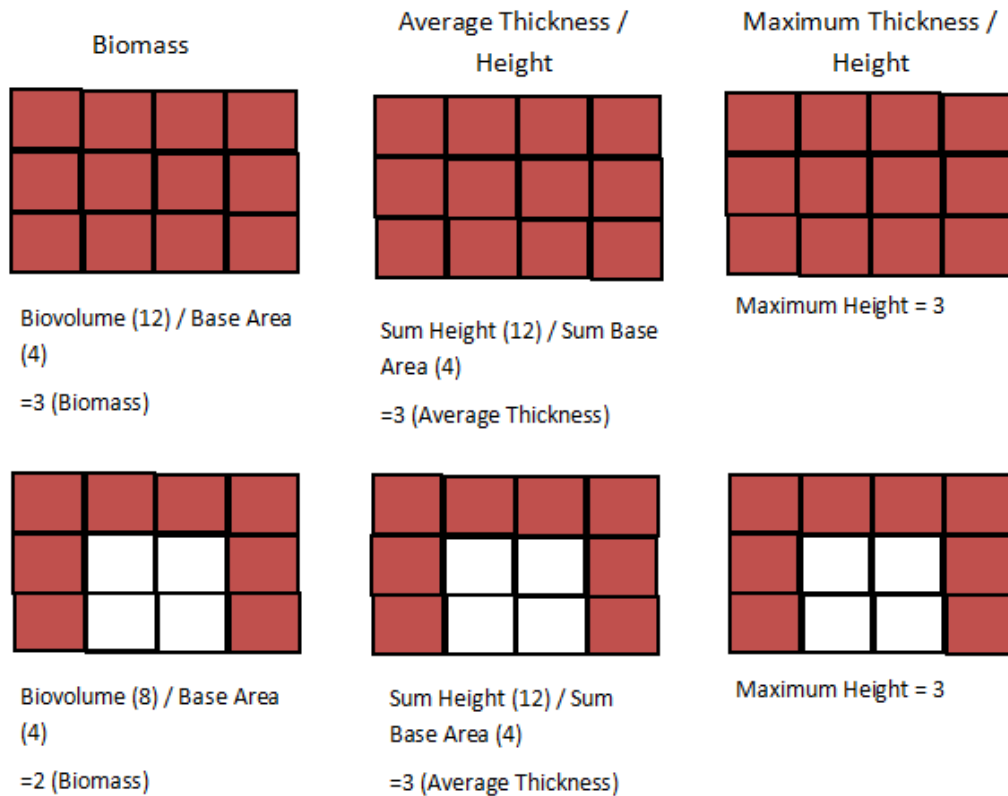 Biomass
Average Thickness /
Height
Maximum Thickness /
Height
Biovolume (12) / Base Area
(4)
=3 (Biomass)
Sum Height (12) / Sum Base
Area (4)
=3 (Average Thickness)
Maximum Height = 3
Biovolume (8) / Base Area
(4)
=2 (Biomass)
Sum Height (12) / Sum
Base Area (4)
=3 (Average Thickness)
Maximum Height = 3